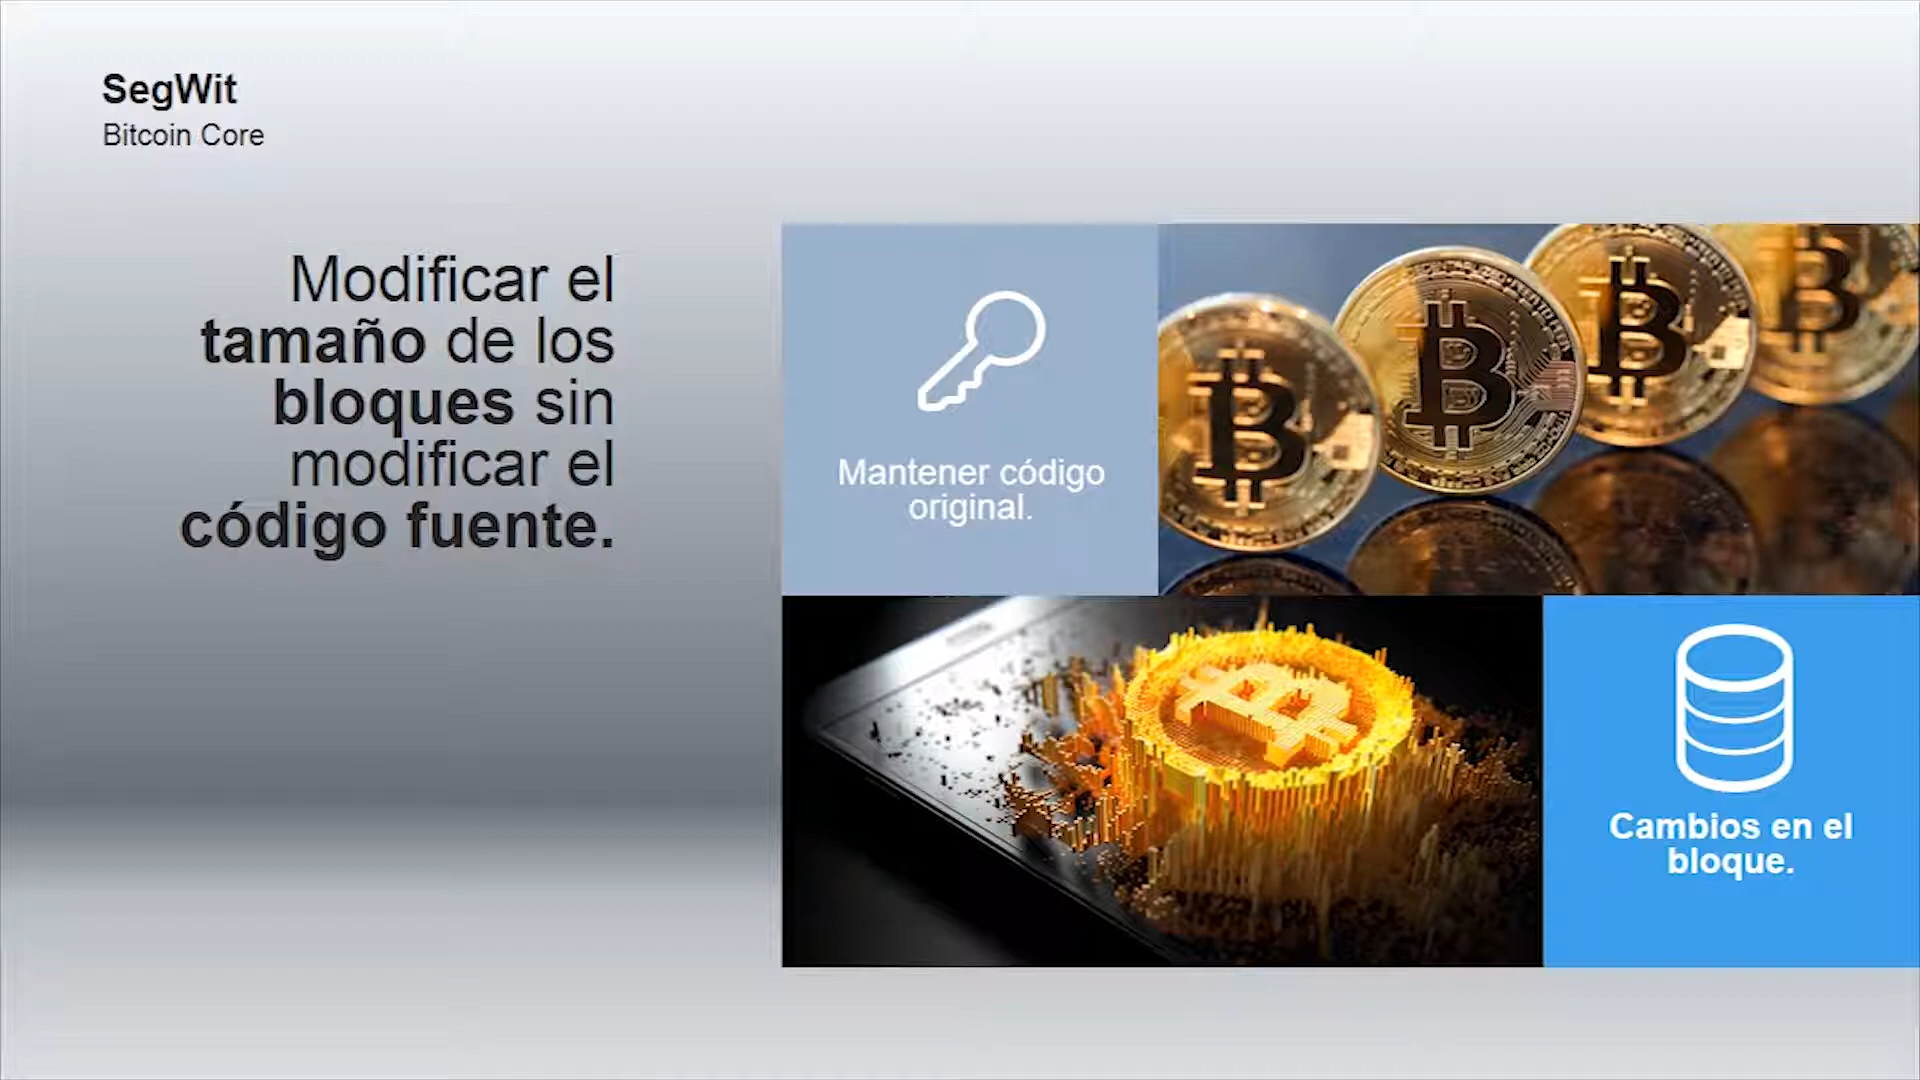 SegWit
Bitcoin Core
Modificar el
tamaño de los
bloques sin
modificar el
código fuente.
Mantener código
original.
Cambios en el
bloque.